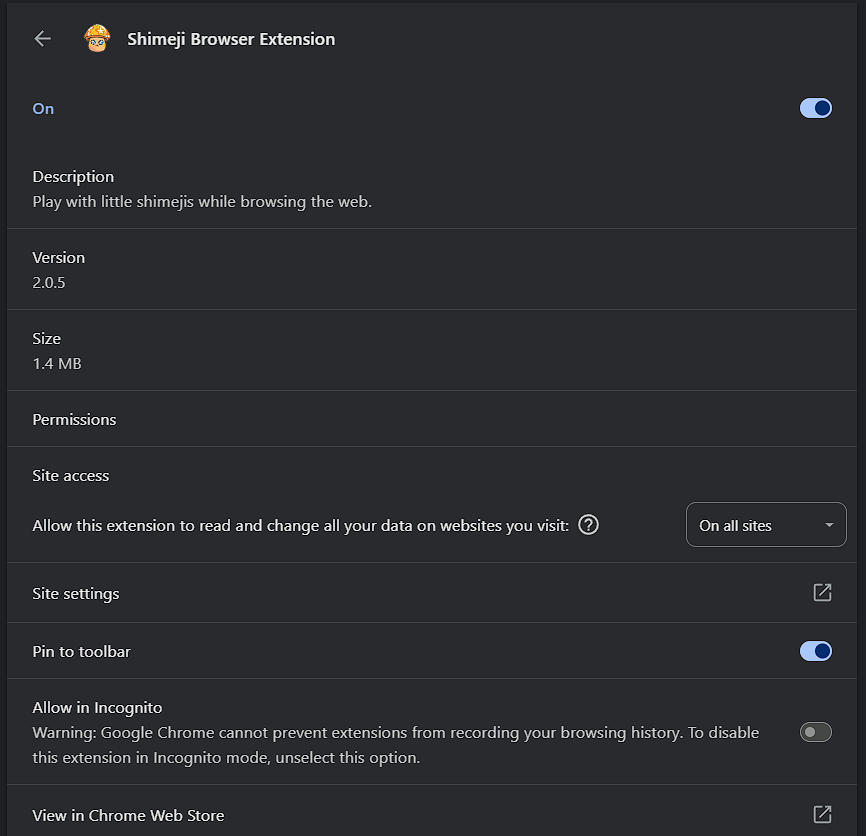 Shimeji Browser Extension
On
Description
Play with little shimejis while browsing the web.
Version
2.0.5
Size
1.4 MB
Permissions
Site access
Allow this extension to read and change all your data on websites you visit:
On all sites
Site settings
Pin to toolbar
Allow in Incognito
Warning: Google Chrome cannot prevent extensions from recording your browsing history. To disable
this extension in Incognito mode, unselect this option.
View in Chrome Web Store